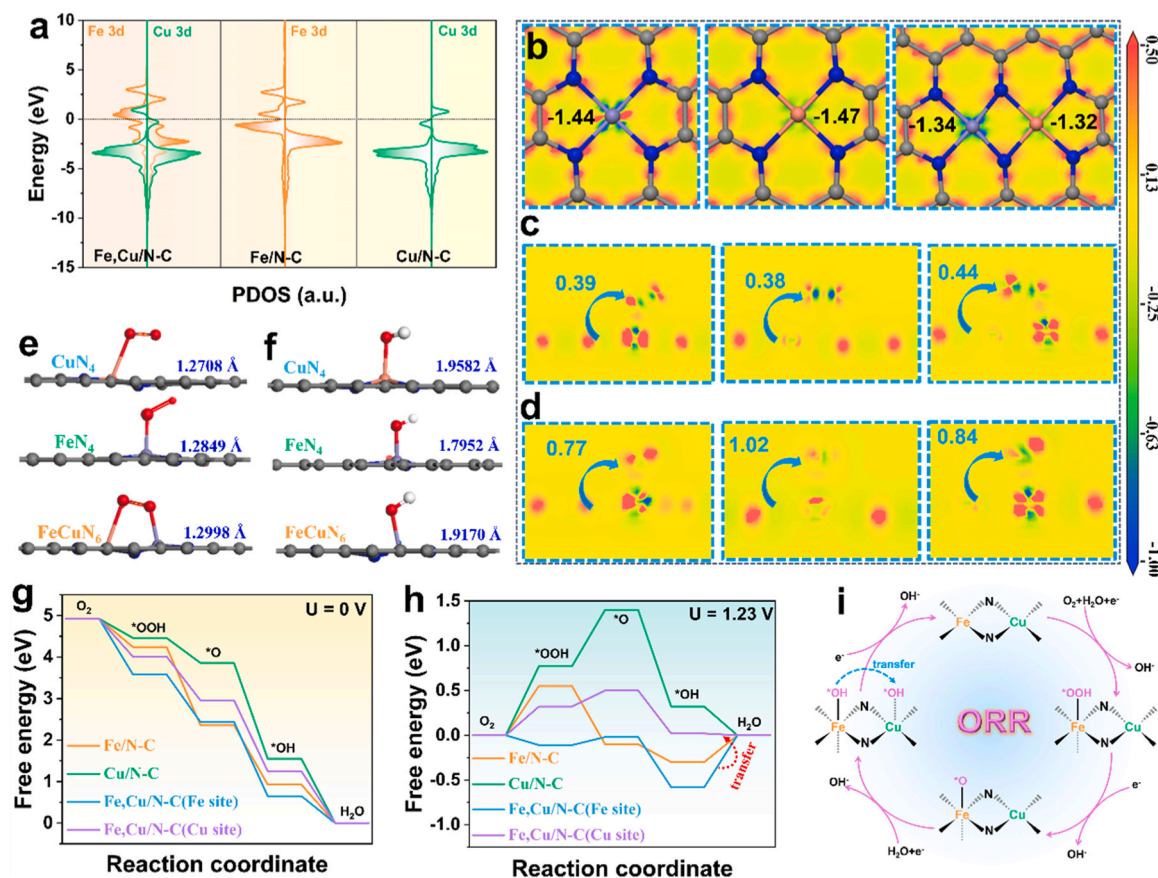 a
Fe 3d
Cu 3d
Fe 3d
Cu 3d
10
5
0
-5
-10
-15
Energy (eV)
Fe,Cu/N-C
Fe/N-C
Cu/N-C
PDOS (a.u.)
b
-1.44
-1.47
-1.34
-1.32
c
0.39
0.38
0.44
d
0.77
1.02
0.84
0.50
0.13
-0.25
-0.63
-1.00
e
CuN4
1.2708 Å
FeN4
1.2849 Å
FeCuN6
1.2998 Å
f
CuN4
1.9582 Å
FeN4
1.7952 Å
FeCuN6
1.9170 Å
g
U = 0 V
5
4
3
2
1
0
Free energy (eV)
O2
*OOH
*O
*OH
H2O
Fe/N-C
Cu/N-C
Fe,Cu/N-C(Fe site)
Fe,Cu/N-C(Cu site)
Reaction coordinate
h
U = 1.23 V
1.5
1.0
0.5
0.0
-0.5
-1.0
Free energy (eV)
O2
*OOH
*O
*OH
H2O
transfer
Fe/N-C
Cu/N-C
Fe,Cu/N-C(Fe site)
Fe,Cu/N-C(Cu site)
Reaction coordinate
i
OH-
O2+H2O+e-
N
Fe
Cu
N
e-
OH-
transfer
*OH
*OH
N
Fe
Cu
N
ORR
*OOH
N
Fe
Cu
N
OH-
e-
*O
N
Fe
Cu
N
H2O+e-
OH-